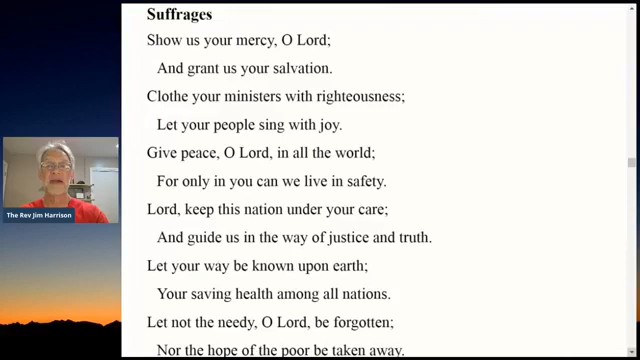 Suffrages
Show us your mercy, O Lord;
And grant us your salvation.
Clothe your ministers with righteousness;
Let your people sing with joy.
Give peace, O Lord, in all the world;
For only in you can we live in safety.
Lord, keep this nation under your care;
And guide us in the way of justice and truth.
Let your way be known upon earth;
Your saving health among all nations.
Let not the needy, O Lord, be forgotten;
Nor the hope of the poor be taken away.
The Rev Jim Harrison